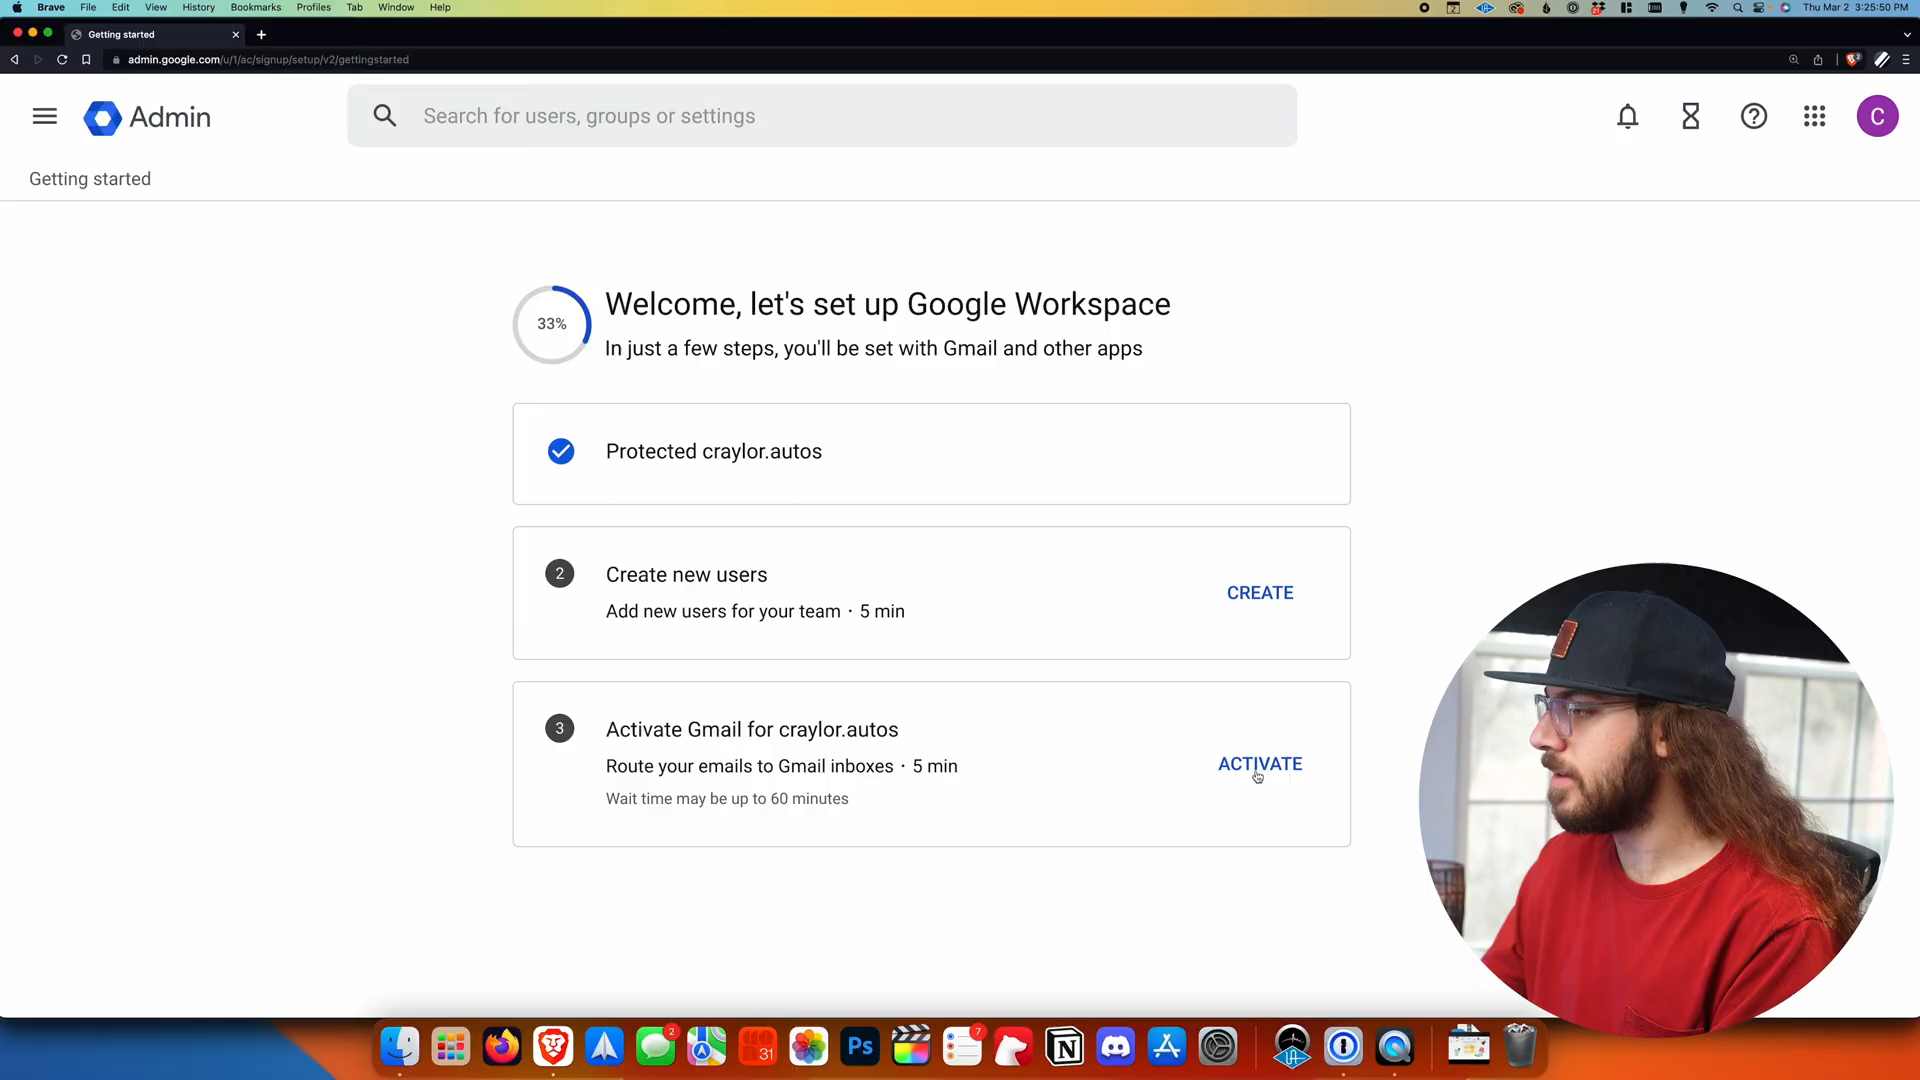 Brave File Edit View History Bookmarks Profiles Tab Window Help
Thu Mar 2 3:25:50 PM
Getting started
admin.google.com/u/1/ac/signup/setup/v2/gettingstarted
Admin
Search for users, groups or settings
C
Getting started
33%
Welcome, let's set up Google Workspace
In just a few steps, you'll be set with Gmail and other apps
Protected craylor.autos
2
Create new users
Add new users for your team · 5 min
CREATE
3
Activate Gmail for craylor.autos
Route your emails to Gmail inboxes · 5 min
Wait time may be up to 60 minutes
ACTIVATE
2
31
Ps
7